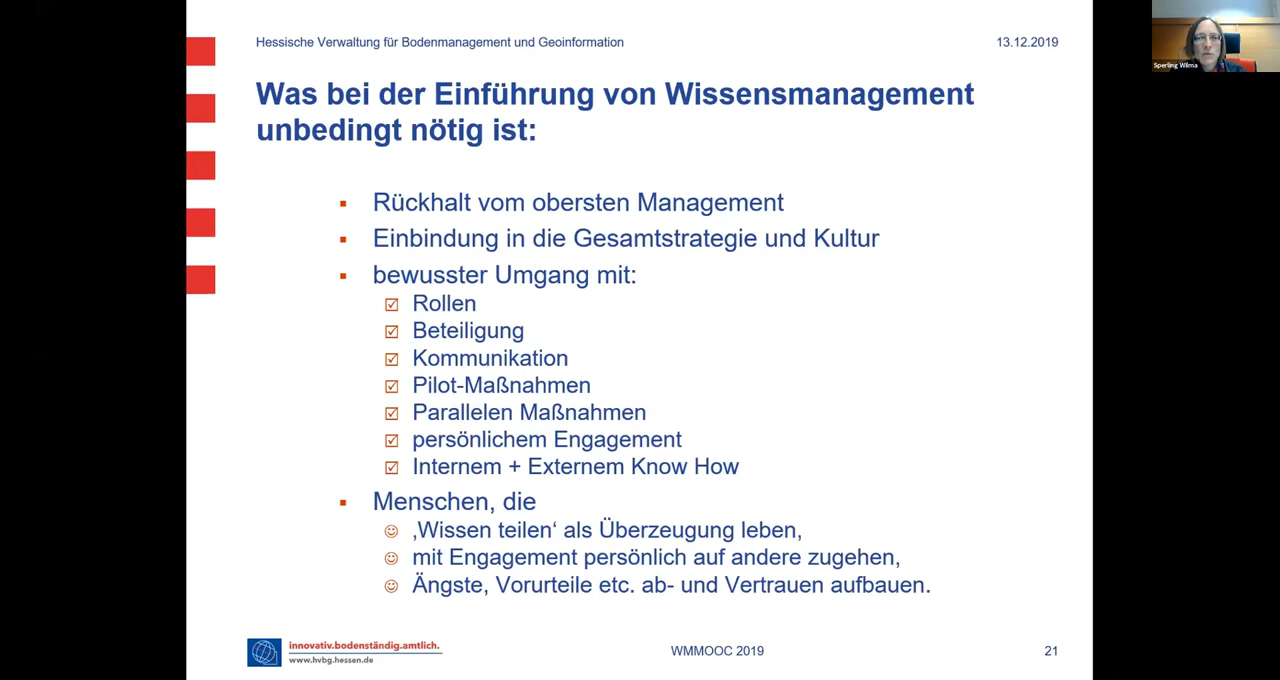 Hessische Verwaltung für Bodenmanagement und Geoinformation
13.12.2019
Sperling Wilma
Was bei der Einführung von Wissensmanagement
unbedingt nötig ist:
Rückhalt vom obersten Management
Einbindung in die Gesamtstrategie und Kultur
bewusster Umgang mit:
Rollen
Beteiligung
Kommunikation
Pilot-Maßnahmen
Parallelen Maßnahmen
persönlichem Engagement
Internem + Externem Know How
Menschen, die
‚Wissen teilen‘ als Überzeugung leben,
mit Engagement persönlich auf andere zugehen,
Ängste, Vorurteile etc. ab- und Vertrauen aufbauen.
innovativ.bodenständig.amtlich.
www.hvbg.hessen.de
WMMOOC 2019
21